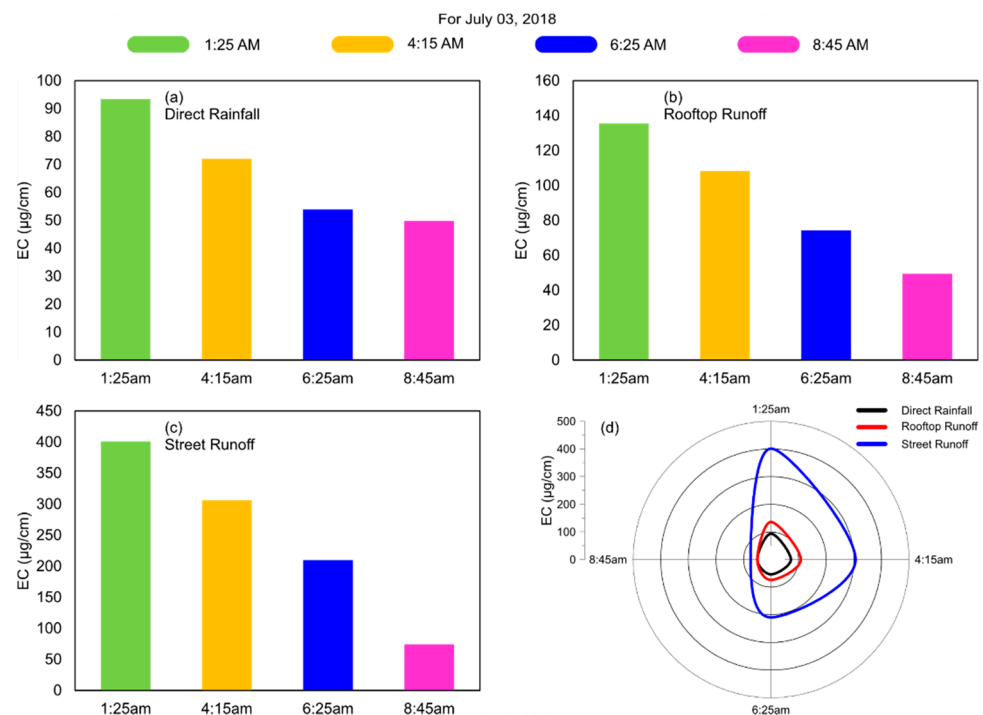 For July 03, 2018
1:25 AM
4:15 AM
6:25 AM
8:45 AM
(a)
Direct Rainfall
EC (µg/cm)
100
90
80
70
60
50
40
30
20
10
0
1:25am
4:15am
6:25am
8:45am
(b)
Rooftop Runoff
EC (µg/cm)
160
140
120
100
80
60
40
20
0
1:25am
4:15am
6:25am
8:45am
(c)
Street Runoff
EC (µg/cm)
450
400
350
300
250
200
150
100
50
0
1:25am
4:15am
6:25am
8:45am
(d)
Direct Rainfall
Rooftop Runoff
Street Runoff
EC (µg/cm)
500
400
300
200
100
0
1:25am
4:15am
6:25am
8:45am